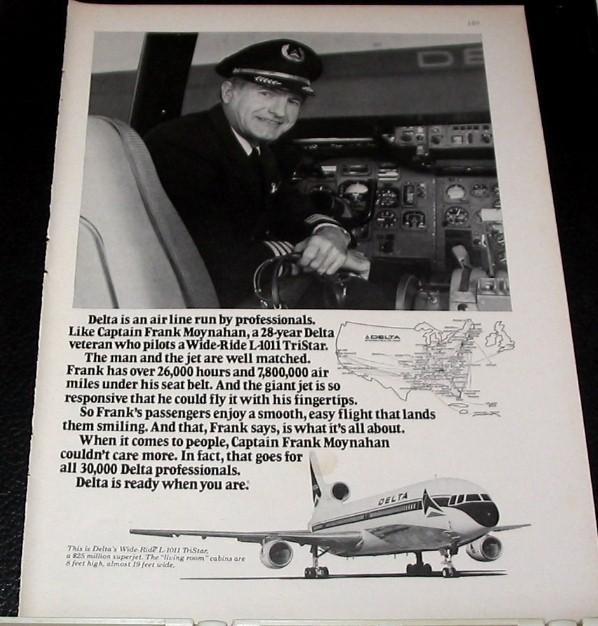 DE
Delta is an air line run by professionals.
Like Captain Frank Moynahan, a 28-year Delta
veteran who pilots a Wide-Ride L-1011 TriStar.
The man and the jet are well matched.
Frank has over 26,000 hours and 7,800,000 air
miles under his seat belt. And the giant jet is so
responsive that he could fly it with his fingertips.
So Frank's passengers enjoy a smooth, easy flight that lands
them smiling. And that, Frank says, is what it's all about.
When it comes to people, Captain Frank Moynahan
couldn't care more. In fact, that goes for
all 30,000 Delta professionals.
Delta is ready when you are.®
DELTA
DELTA
This is Delta's Wide-Ride™ L-1011 TriStar,
a $25 million superjet. The "living room" cabins are
8 feet high, almost 19 feet wide.